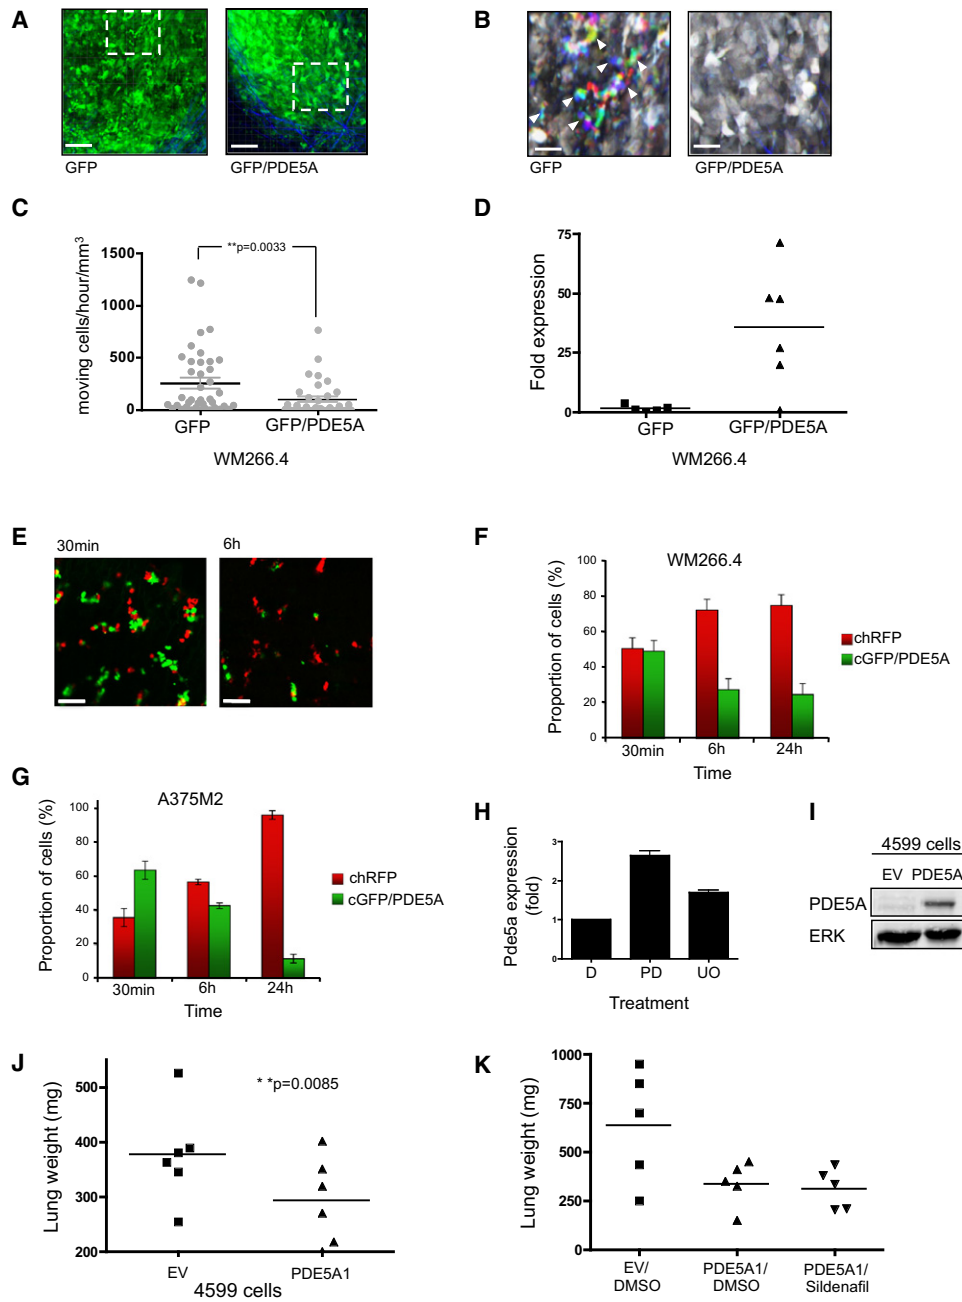 A
GFP
GFP/PDE5A
B
GFP
GFP/PDE5A
C
moving cells/hour/mm3
1500
1000
500
0
**p=0.0033
GFP
GFP/PDE5A
WM266.4
D
Fold expression
75
50
25
0
GFP
GFP/PDE5A
WM266.4
E
30min
6h
F
WM266.4
Proportion of cells (%)
100
80
60
40
20
0
30min
6h
24h
Time
chRFP
cGFP/PDE5A
G
A375M2
Proportion of cells (%)
100
80
60
40
20
0
30min
6h
24h
Time
chRFP
cGFP/PDE5A
H
Pde5a expression
(fold)
3
2
1
0
D
PD
UO
Treatment
I
4599 cells
EV PDE5A
PDE5A
ERK
J
Lung weight (mg)
500
400
300
200
* *p=0.0085
EV
PDE5A1
4599 cells
K
Lung weight (mg)
1000
750
500
250
0
EV/
DMSO
PDE5A1/
DMSO
PDE5A1/
Sildenafil